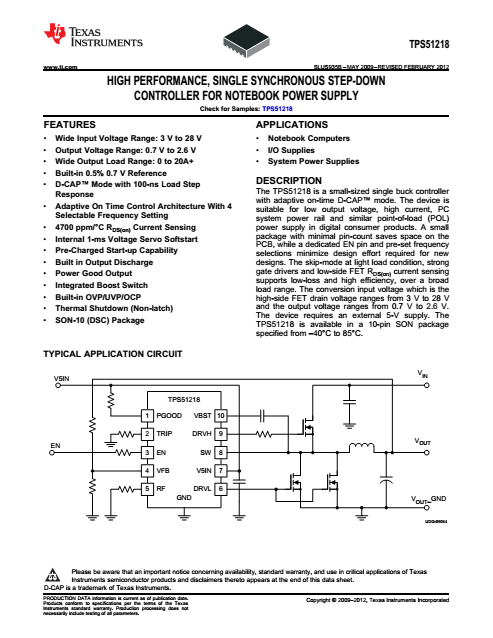 TEXAS
INSTRUMENTS
TPS51218
www.ti.com
SLUS935B – MAY 2009 – REVISED FEBRUARY 2012
HIGH PERFORMANCE, SINGLE SYNCHRONOUS STEP-DOWN
CONTROLLER FOR NOTEBOOK POWER SUPPLY
Check for Samples: TPS51218
FEATURES
• Wide Input Voltage Range: 3 V to 28 V
• Output Voltage Range: 0.7 V to 2.6 V
• Wide Output Load Range: 0 to 20A+
• Built-in 0.5% 0.7 V Reference
• D-CAP™ Mode with 100-ns Load Step
Response
• Adaptive On Time Control Architecture With 4
Selectable Frequency Setting
• 4700 ppm/°C RDS(on) Current Sensing
• Internal 1-ms Voltage Servo Softstart
• Pre-Charged Start-up Capability
• Built in Output Discharge
• Power Good Output
• Integrated Boost Switch
• Built-in OVP/UVP/OCP
• Thermal Shutdown (Non-latch)
• SON-10 (DSC) Package
APPLICATIONS
• Notebook Computers
• I/O Supplies
• System Power Supplies
DESCRIPTION
The TPS51218 is a small-sized single buck controller
with adaptive on-time D-CAP™ mode. The device is
suitable for low output voltage, high current, PC
system power rail and similar point-of-load (POL)
power supply in digital consumer products. A small
package with minimal pin-count saves space on the
PCB, while a dedicated EN pin and pre-set frequency
selections minimize design effort required for new
designs. The skip-mode at light load condition, strong
gate drivers and low-side FET RDS(on) current sensing
supports low-loss and high efficiency, over a broad
load range. The conversion input voltage which is the
high-side FET drain voltage ranges from 3 V to 28 V
and the output voltage ranges from 0.7 V to 2.6 V.
The device requires an external 5-V supply. The
TPS51218 is available in a 10-pin SON package
specified from –40°C to 85°C.
TYPICAL APPLICATION CIRCUIT
VIN
V5IN
TPS51218
1 PGOOD VBST 10
2 TRIP DRVH 9
EN
3 EN SW 8
VOUT
4 VFB V5IN 7
5 RF DRVL 6
GND
VOUT_GND
Please be aware that an important notice concerning availability, standard warranty, and use in critical applications of Texas
Instruments semiconductor products and disclaimers thereto appears at the end of this data sheet.
D-CAP is a trademark of Texas Instruments.
PRODUCTION DATA information is current as of publication date.
Products conform to specifications per the terms of the Texas
Instruments standard warranty. Production processing does not
necessarily include testing of all parameters.
Copyright © 2009–2012, Texas Instruments Incorporated